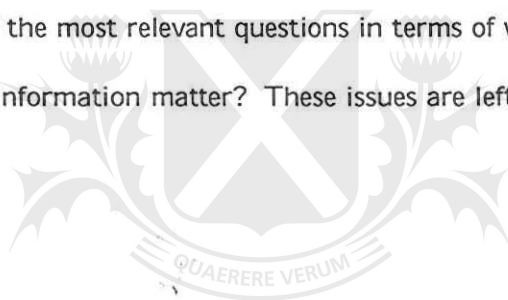 the most relevant questions in terms of
nformation matter? These issues are left
QUAERERE VERUM